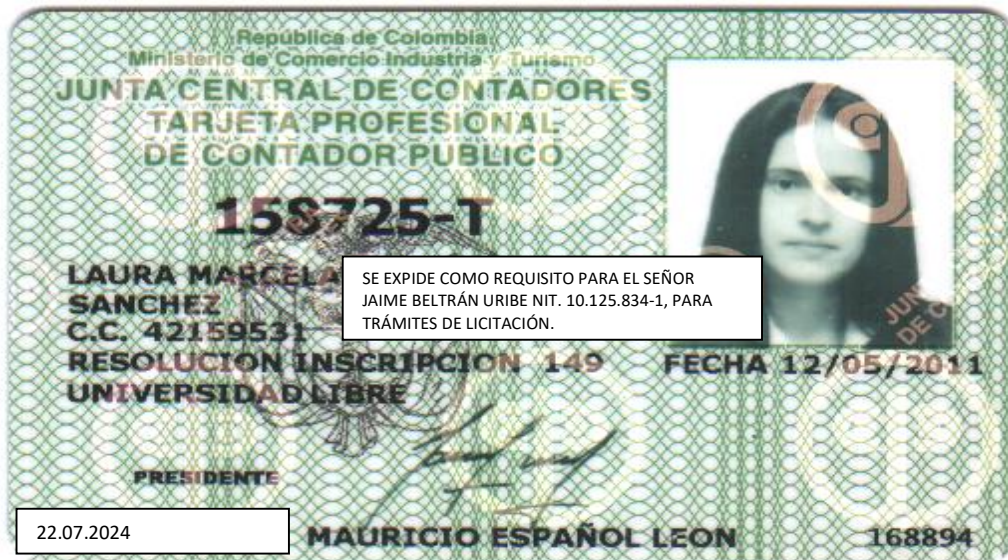 República de Colombia
Ministerio de Comercio Industria y Turismo
JUNTA CENTRAL DE CONTADORES
TARJETA PROFESIONAL
DE CONTADOR PUBLICO
158725-T
LAURA MARCELA
SANCHEZ
C.C. 42159531
RESOLUCION INSCRIPCION 149
UNIVERSIDAD LIBRE
SE EXPIDE COMO REQUISITO PARA EL SEÑOR
JAIME BELTRÁN URIBE NIT. 10.125.834-1, PARA
TRÁMITES DE LICITACIÓN.
FECHA 12/05/2011
PRESIDENTE
22.07.2024
MAURICIO ESPAÑOL LEON
168894